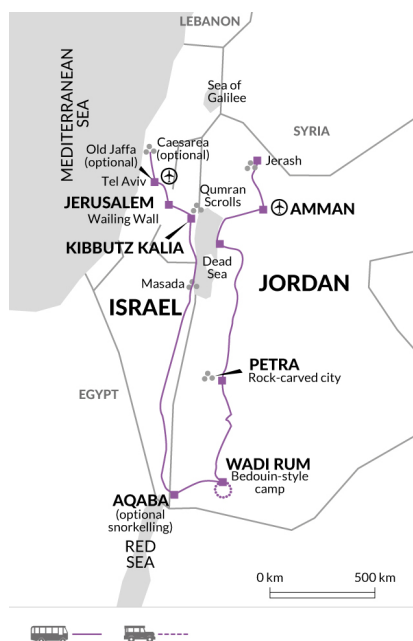 LEBANON
MEDITERRANEAN
SEA
Sea of
Galilee
SYRIA
Old Jaffa
(optional)
Caesarea
(optional)
Jerash
Tel Aviv
Qumran
Scrolls
JERUSALEM
Wailing Wall
AMMAN
KIBBUTZ KALIA
Dead
Sea
Masada
ISRAEL
JORDAN
PETRA
Rock-carved city
EGYPT
WADI RUM
Bedouin-style
camp
AQABA
(optional
snorkelling)
RED
SEA
0 km
500 km